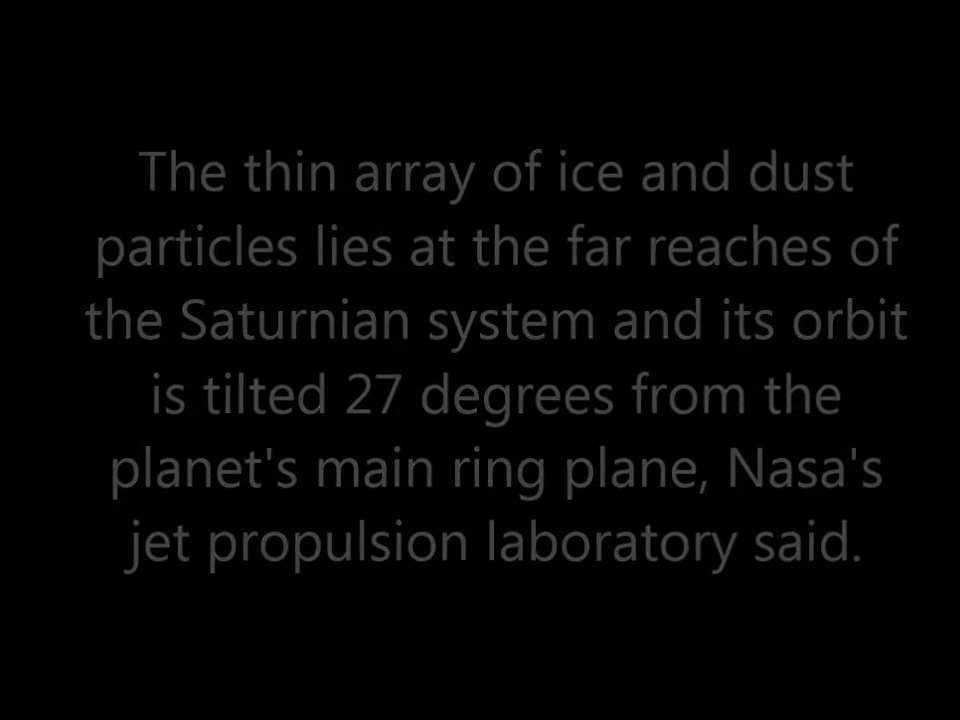 The thin array of ice and dust
particles lies at the far reaches of
the Saturnian system and its orbit
is tilted 27 degrees from the
planet's main ring plane, Nasa's
jet propulsion laboratory said.